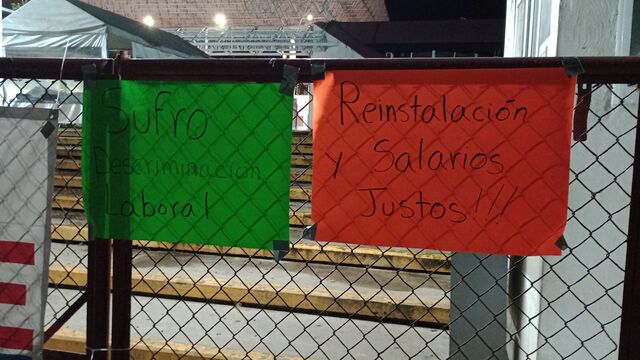 Sufro
Descriminación
Laboral
Reinstalación
y Salarios
Justos!!!